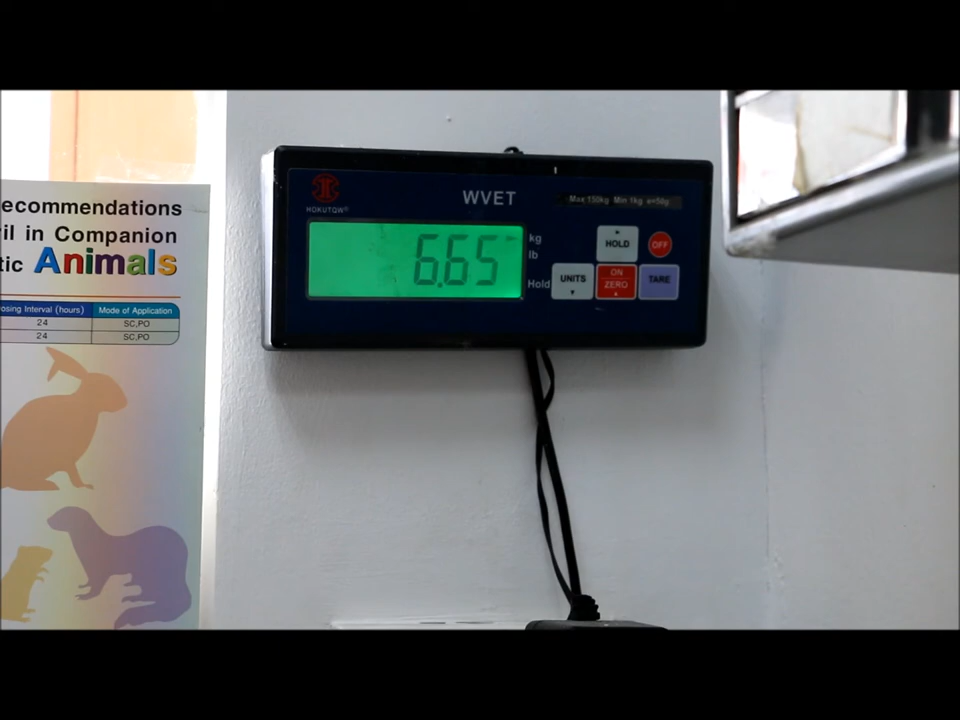 ecommendations
il in Companion
tic Animals
osing Interval (hours) Mode of Application
24 SC,PO
24 SC,PO
HOKUTOW®
WVET
Max 150kg Min 1kg e=50g
6.65
kg
lb
Hold
HOLD
OFF
UNITS
ON
ZERO
TARE